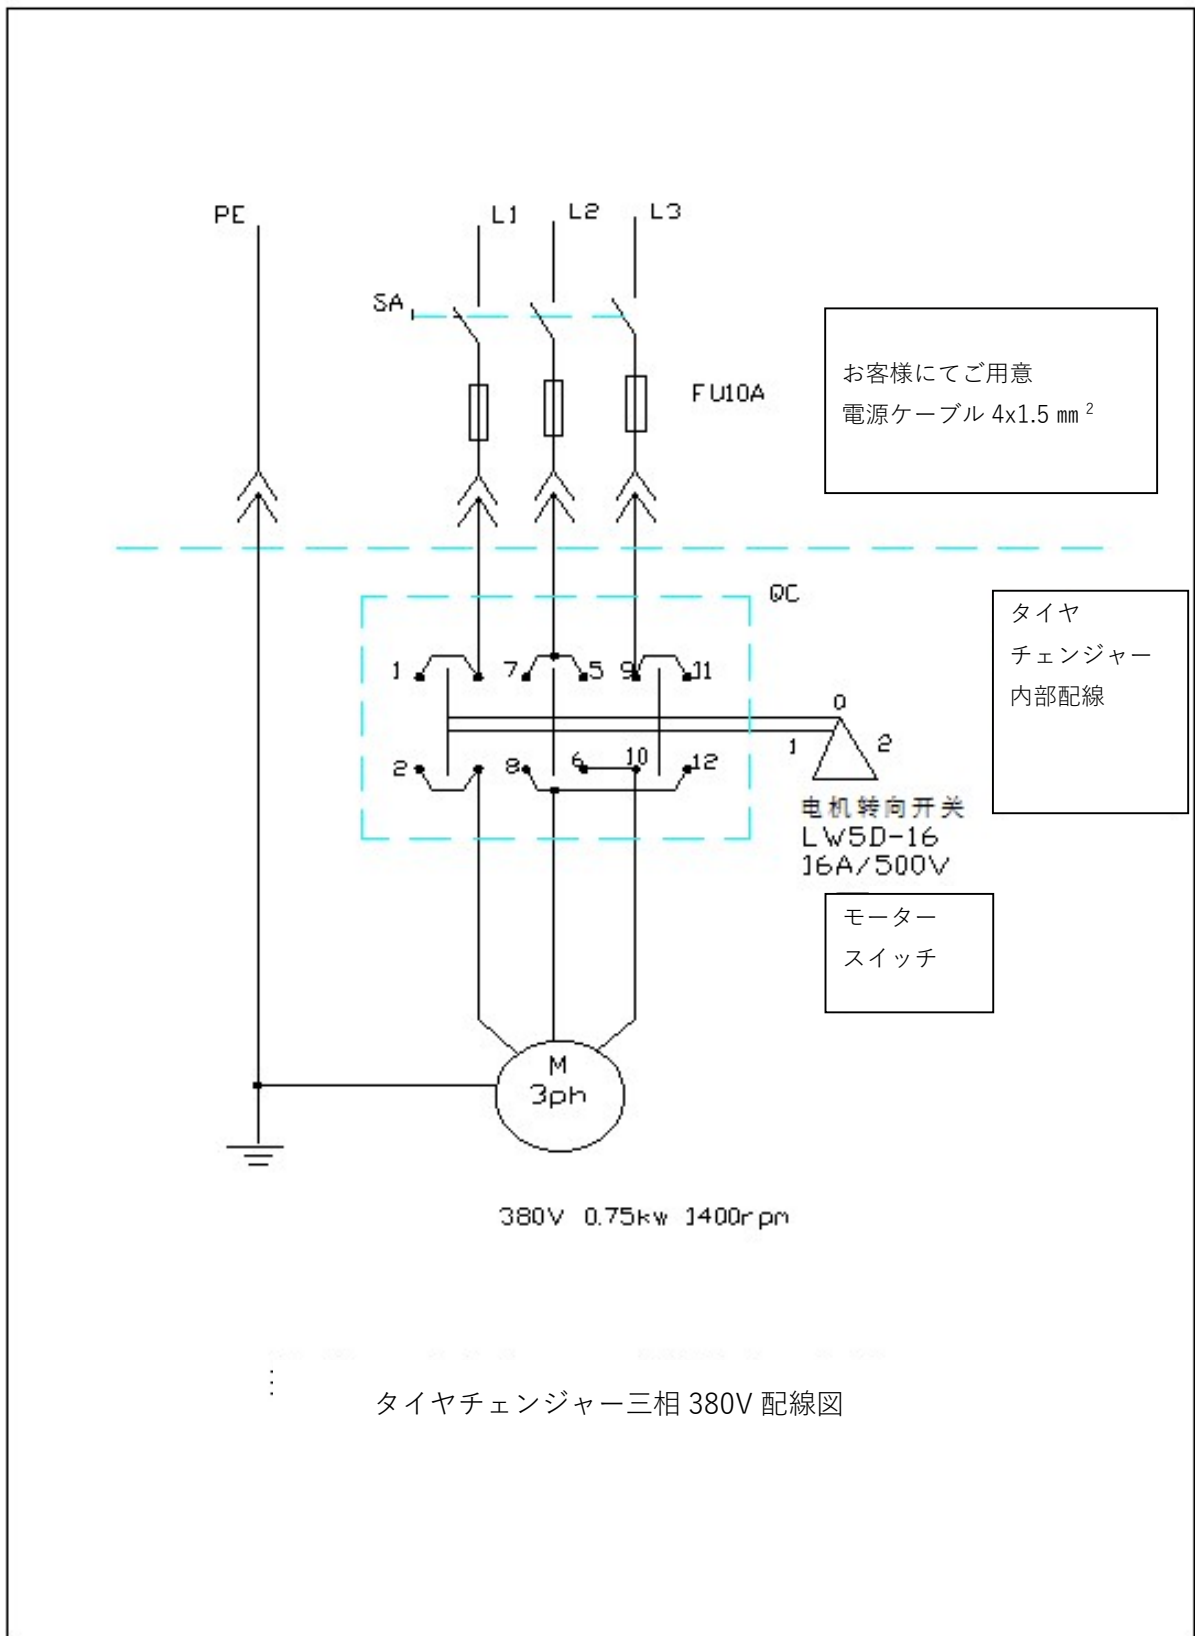 PE
L1
L2
L3
SA
FU10A
お客様にてご用意
電源ケーブル 4x1.5 ㎜ ²
QC
タイヤ
チェンジャー
内部配線
1
7
5
9
11
0
1
2
2
8
6
10
12
电机转向开关
LW5D-16
16A/500V
モーター
スイッチ
M
3ph
380V 0.75kw 1400rpm
タイヤチェンジャー三相 380V 配線図